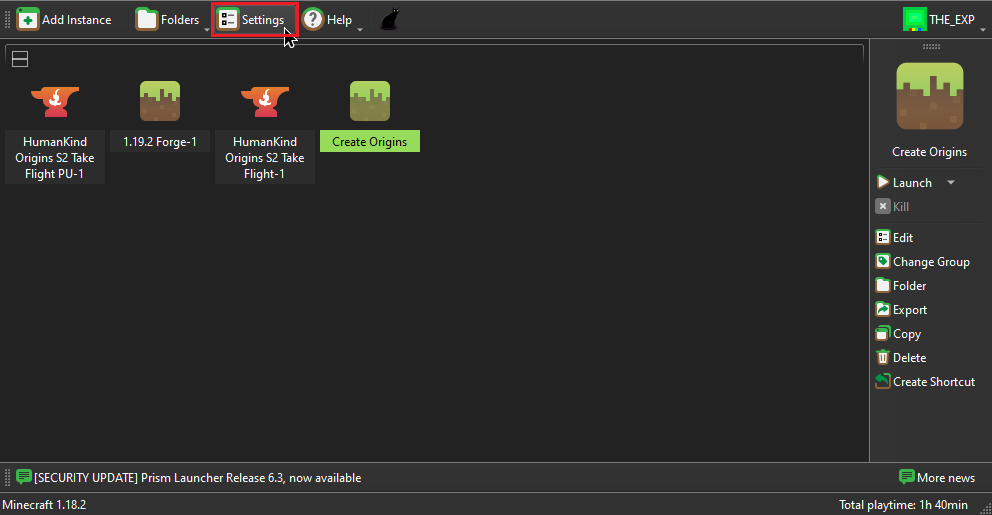 Add Instance
Folders
Settings
Help
THE_EXP
HumanKind
Origins S2 Take
Flight PU-1
1.19.2 Forge-1
HumanKind
Origins S2 Take
Flight-1
Create Origins
Create Origins
Launch
Kill
Edit
Change Group
Folder
Export
Copy
Delete
Create Shortcut
[SECURITY UPDATE] Prism Launcher Release 6.3, now available
More news
Minecraft 1.18.2
Total playtime: 1h 40min